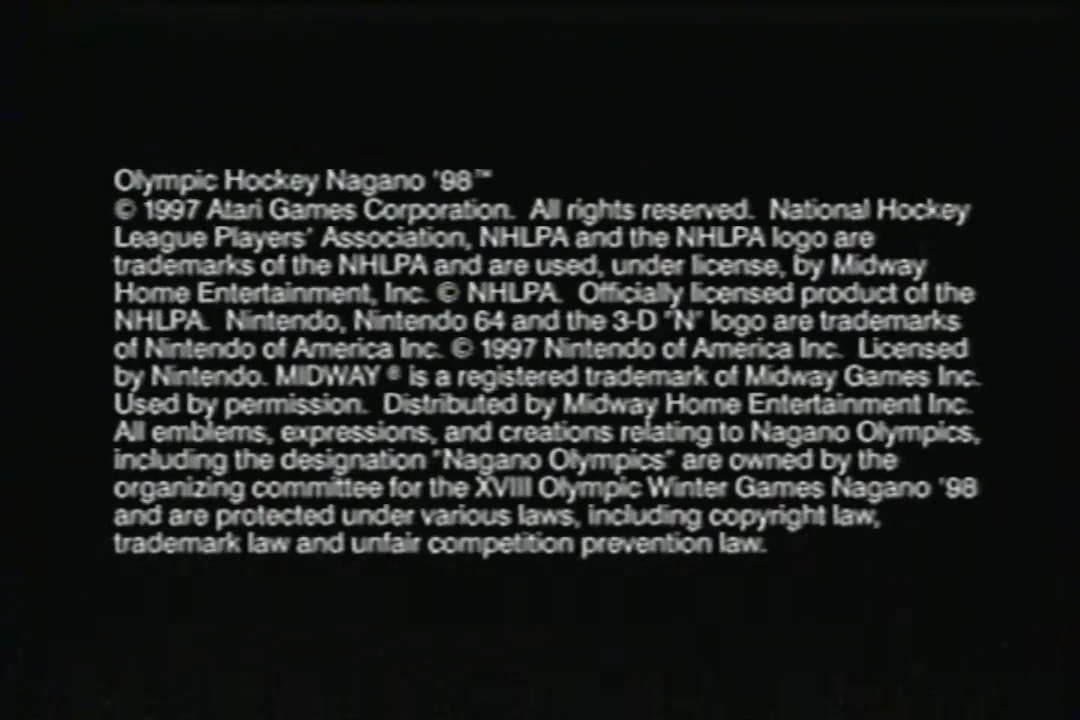 Olympic Hockey Nagano '98™
© 1997 Atari Games Corporation. All rights reserved. National Hockey
League Players' Association, NHLPA and the NHLPA logo are
trademarks of the NHLPA and are used, under license, by Midway
Home Entertainment, Inc. © NHLPA. Officially licensed product of the
NHLPA. Nintendo, Nintendo 64 and the 3-D "N" logo are trademarks
of Nintendo of America Inc. © 1997 Nintendo of America Inc. Licensed
by Nintendo. MIDWAY ® is a registered trademark of Midway Games Inc.
Used by permission. Distributed by Midway Home Entertainment Inc.
All emblems, expressions, and creations relating to Nagano Olympics,
including the designation "Nagano Olympics" are owned by the
organizing committee for the XVIII Olympic Winter Games Nagano '98
and are protected under various laws, including copyright law,
trademark law and unfair competition prevention law.